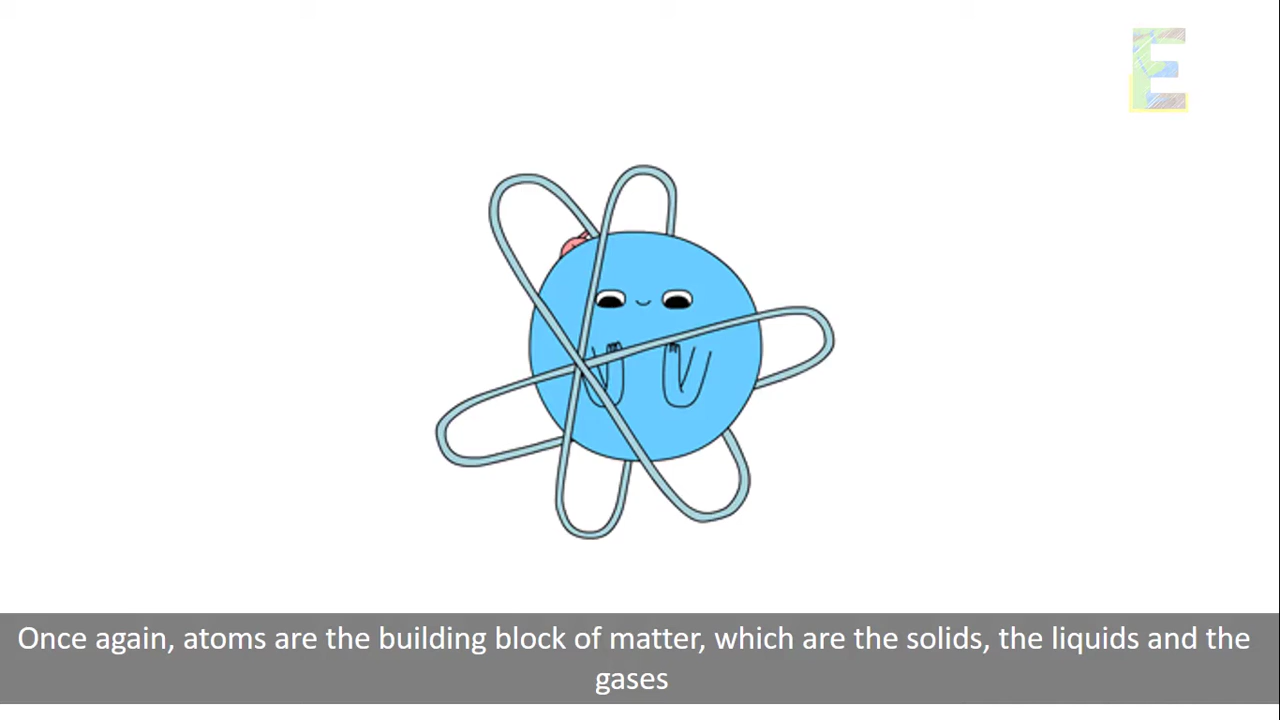 E
Once again, atoms are the building block of matter, which are the solids, the liquids and the
gases